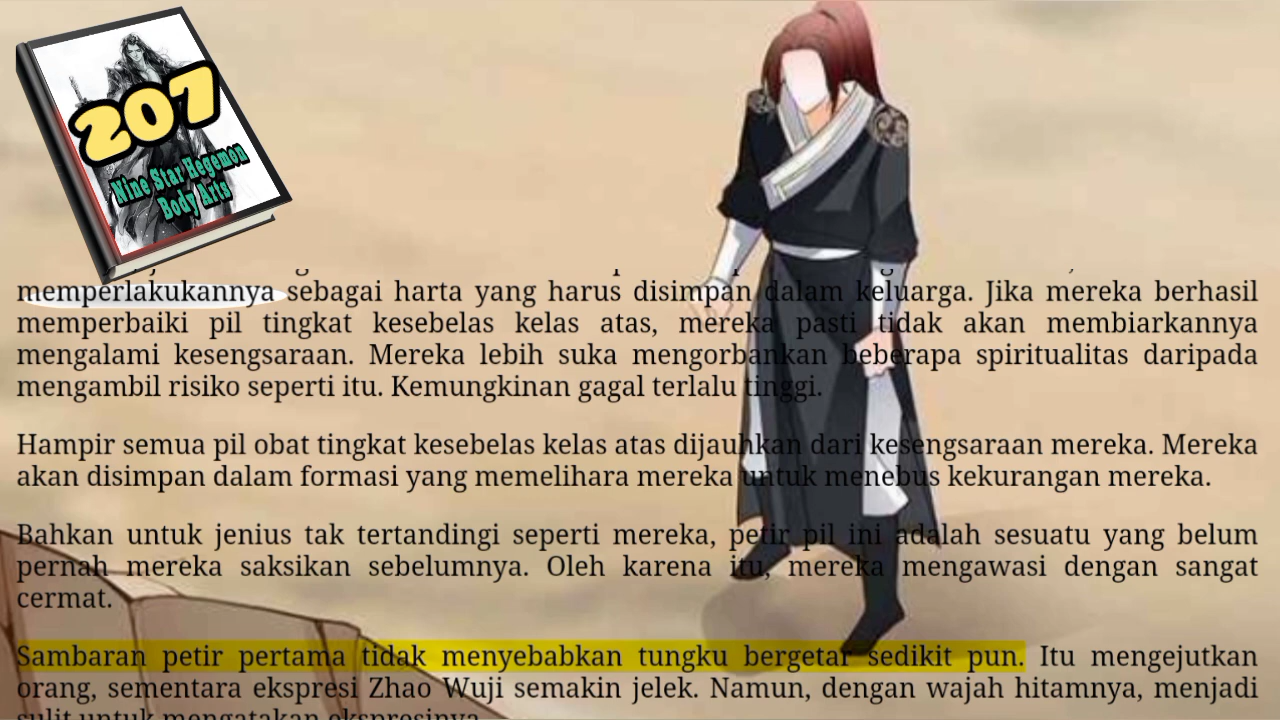 207
Nine Star Hegemon
Body Arts
memperlakukannya sebagai harta yang harus disimpan dalam keluarga. Jika mereka berhasil
memperbaiki pil tingkat kesebelas kelas atas, mereka pasti tidak akan membiarkannya
mengalami kesengsaraan. Mereka lebih suka mengorbankan beberapa spiritualitas daripada
mengambil risiko seperti itu. Kemungkinan gagal terlalu tinggi.
Hampir semua pil obat tingkat kesebelas kelas atas dijauhkan dari kesengsaraan mereka. Mereka
akan disimpan dalam formasi yang memelihara mereka untuk menebus kekurangan mereka.
Bahkan untuk jenius tak tertandingi seperti mereka, petir pil ini adalah sesuatu yang belum
pernah mereka saksikan sebelumnya. Oleh karena itu, mereka mengawasi dengan sangat
cermat.
Sambaran petir pertama tidak menyebabkan tungku bergetar sedikit pun. Itu mengejutkan
orang, sementara ekspresi Zhao Wuji semakin jelek. Namun, dengan wajah hitamnya, menjadi
sulit untuk mengatakan ekspresinya.